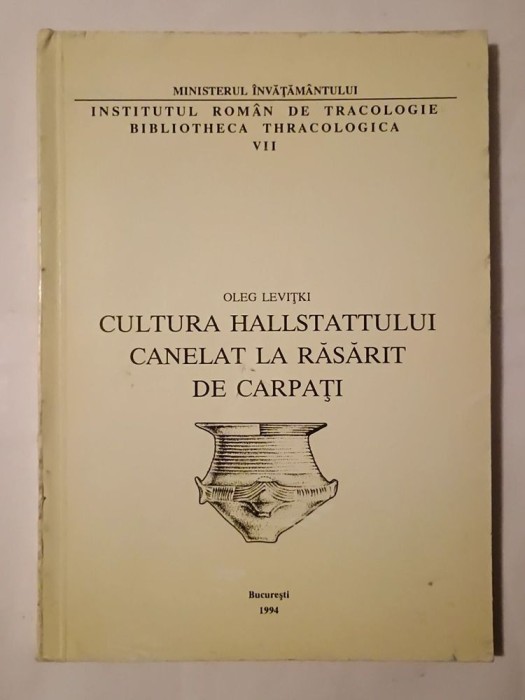 MINISTERUL ÎNVĂŢĂMÂNTULUI
INSTITUTUL ROMÂN DE TRACOLOGIE
BIBLIOTHECA THRACOLOGICA
VII
OLEG LEVIŢKI
CULTURA HALLSTATTULUI
CANELAT LA RĂSĂRIT
DE CARPAŢI
Bucureşti
1994